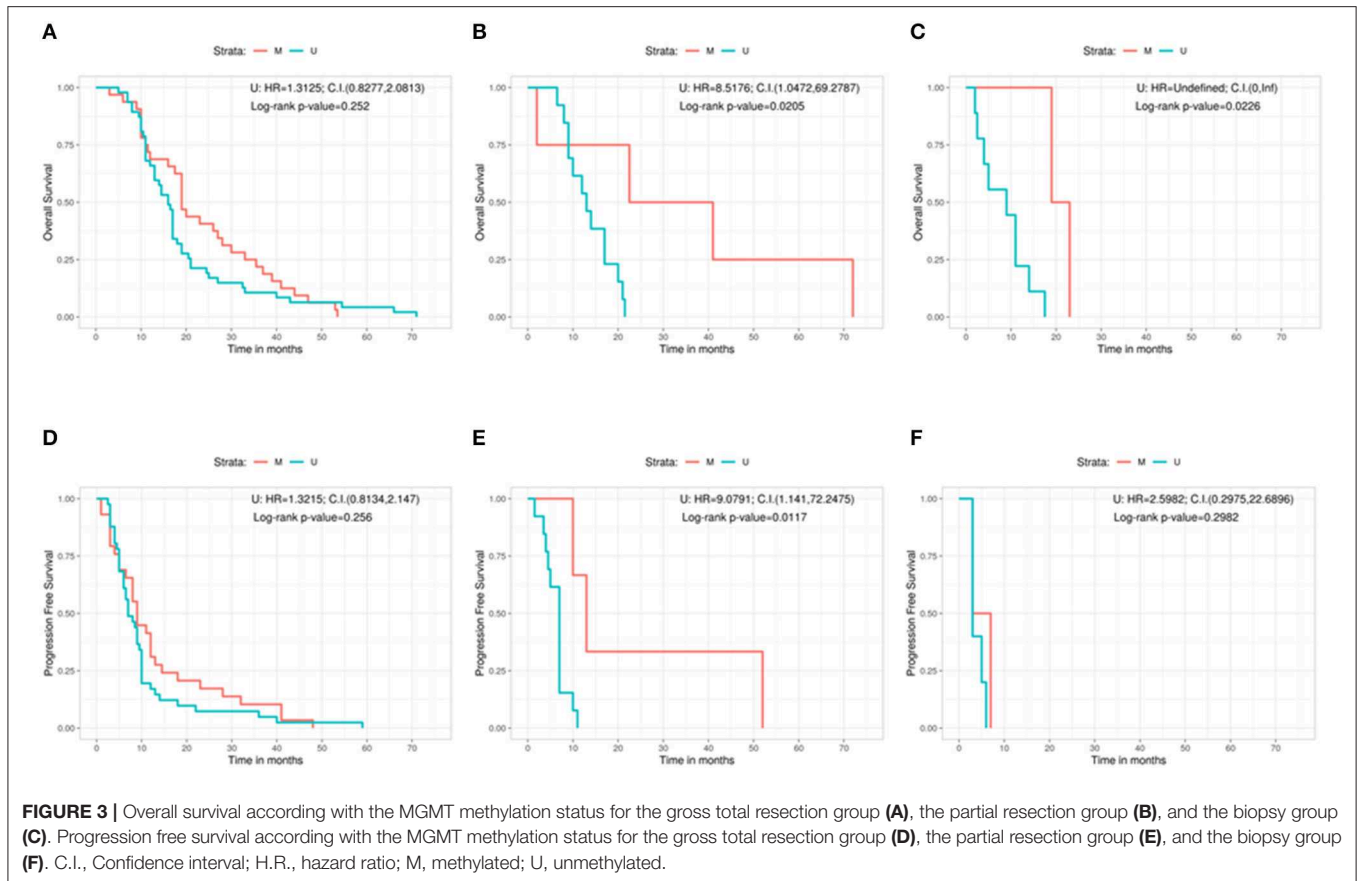 A
Strata: M U
U: HR=1.3125; C.I.(0.8277,2.0813)
Log-rank p-value=0.252
1.00
0.75
0.50
0.25
0.00
Overall Survival
0 10 20 30 40 50 60 70
Time in months
B
Strata: M U
U: HR=8.5176; C.I.(1.0472,69.2787)
Log-rank p-value=0.0205
1.00
0.75
0.50
0.25
0.00
Overall Survival
0 10 20 30 40 50 60 70
Time in months
C
Strata: M U
U: HR=Undefined; C.I.(0,Inf)
Log-rank p-value=0.0226
1.00
0.75
0.50
0.25
0.00
Overall Survival
0 10 20 30 40 50 60 70
Time in months
D
Strata: M U
U: HR=1.3215; C.I.(0.8134,2.147)
Log-rank p-value=0.256
1.00
0.75
0.50
0.25
0.00
Progression Free Survival
0 10 20 30 40 50 60 70
Time in months
E
Strata: M U
U: HR=9.0791; C.I.(1.141,72.2475)
Log-rank p-value=0.0117
1.00
0.75
0.50
0.25
0.00
Progression Free Survival
0 10 20 30 40 50 60 70
Time in months
F
Strata: M U
U: HR=2.5982; C.I.(0.2975,22.6896)
Log-rank p-value=0.2982
1.00
0.75
0.50
0.25
0.00
Progression Free Survival
0 10 20 30 40 50 60 70
Time in months
FIGURE 3 | Overall survival according with the MGMT methylation status for the gross total resection group (A), the partial resection group (B), and the biopsy group
(C). Progression free survival according with the MGMT methylation status for the gross total resection group (D), the partial resection group (E), and the biopsy group
(F). C.I., Confidence interval; H.R., hazard ratio; M, methylated; U, unmethylated.